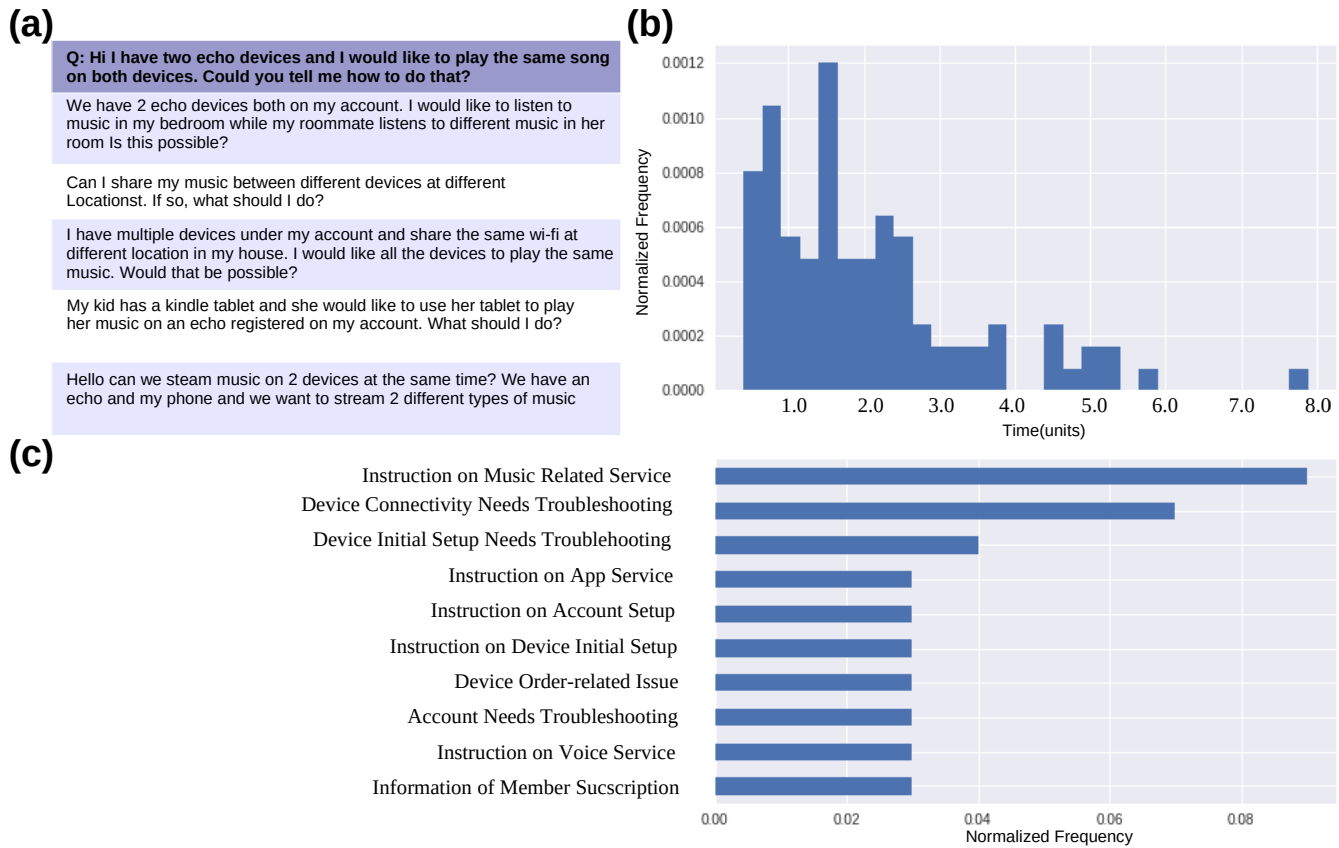 (a)
Q: Hi I have two echo devices and I would like to play the same song
on both devices. Could you tell me how to do that?
We have 2 echo devices both on my account. I would like to listen to
music in my bedroom while my roommate listens to different music in her
room Is this possible?
Can I share my music between different devices at different
Locationst. If so, what should I do?
I have multiple devices under my account and share the same wi-fi at
different location in my house. I would like all the devices to play the same
music. Would that be possible?
My kid has a kindle tablet and she would like to use her tablet to play
her music on an echo registered on my account. What should I do?
Hello can we steam music on 2 devices at the same time? We have an
echo and my phone and we want to stream 2 different types of music
(b)
Normalized Frequency
0.0012
0.0010
0.0008
0.0006
0.0004
0.0002
0.0000
1.0 2.0 3.0 4.0 5.0 6.0 7.0 8.0
Time(units)
(c)
Instruction on Music Related Service
Device Connectivity Needs Troubleshooting
Device Initial Setup Needs Troublehooting
Instruction on App Service
Instruction on Account Setup
Instruction on Device Initial Setup
Device Order-related Issue
Account Needs Troubleshooting
Instruction on Voice Service
Information of Member Sucscription
0.00 0.02 0.04 0.06 0.08
Normalized Frequency